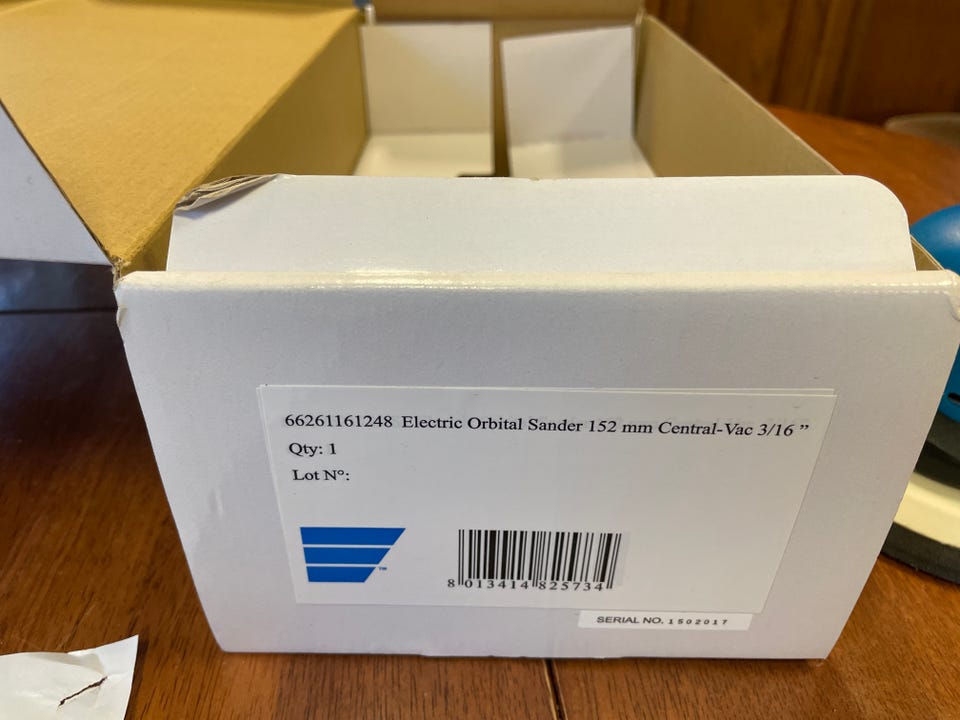 66261161248 Electric Orbital Sander 152 mm Central-Vac 3/16 ”
Qty: 1
Lot N°:
TM
8 013414 825734
SERIAL NO. 1502017